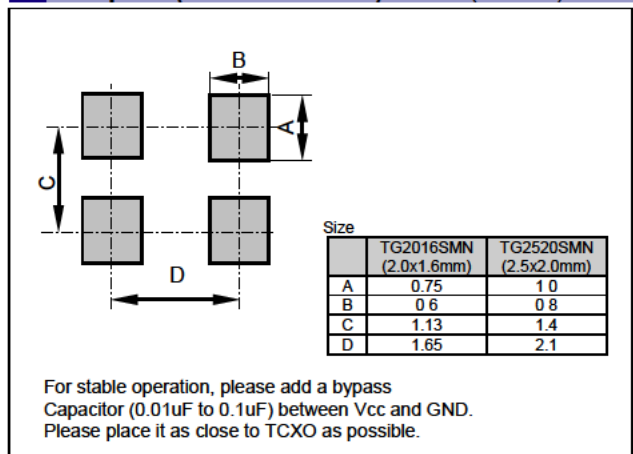 B
A
C
D
Size
TG2016SMN TG2520SMN
(2.0x1.6mm) (2.5x2.0mm)
A 0.75 1 0
B 0 6 0 8
C 1.13 1.4
D 1.65 2.1
For stable operation, please add a bypass
Capacitor (0.01uF to 0.1uF) between Vcc and GND.
Please place it as close to TCXO as possible.